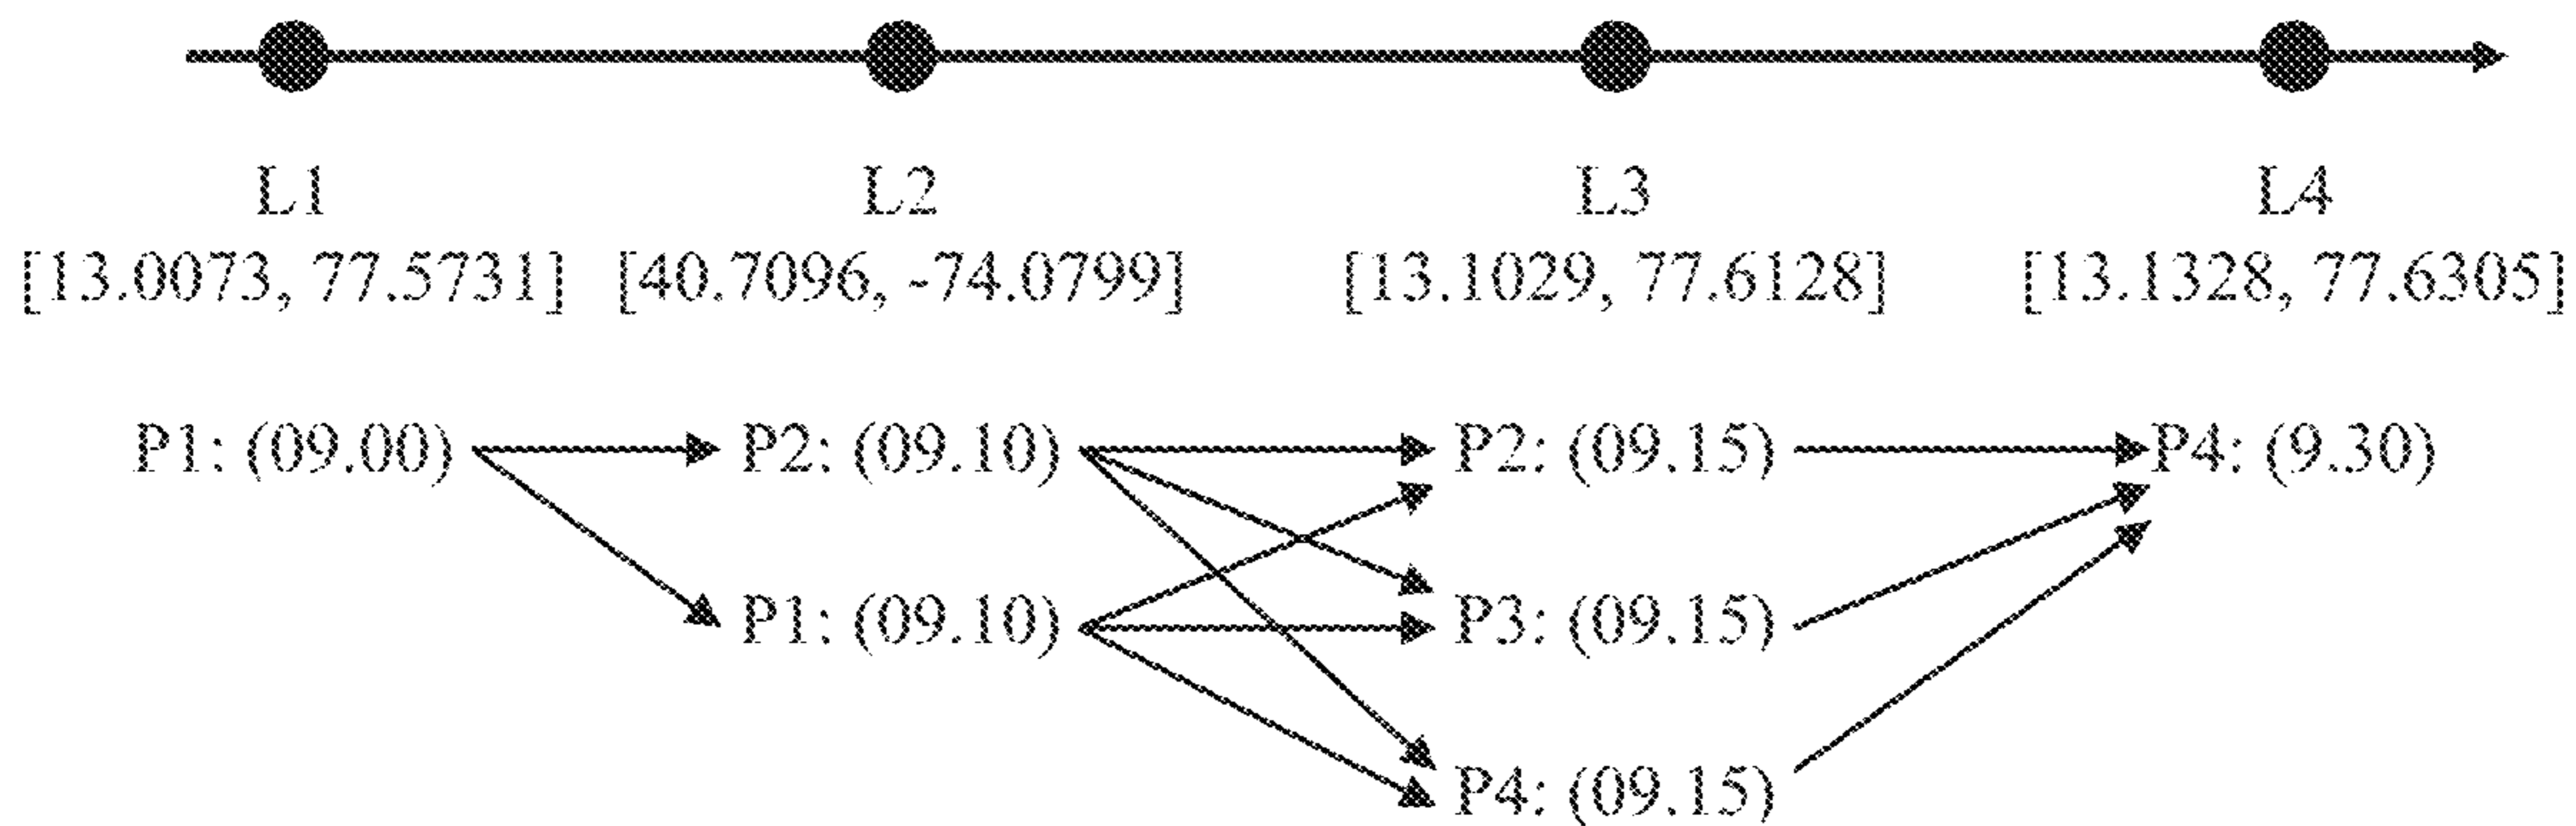 L1 L2 L3 L4
[13.0073, 77.5731] [40.7096, -74.0799] [13.1029, 77.6128] [13.1328, 77.6305]
P1: (09.00) P2: (09.10) P2: (09.15) P4: (9.30)
P1: (09.10) P3: (09.15)
P4: (09.15)